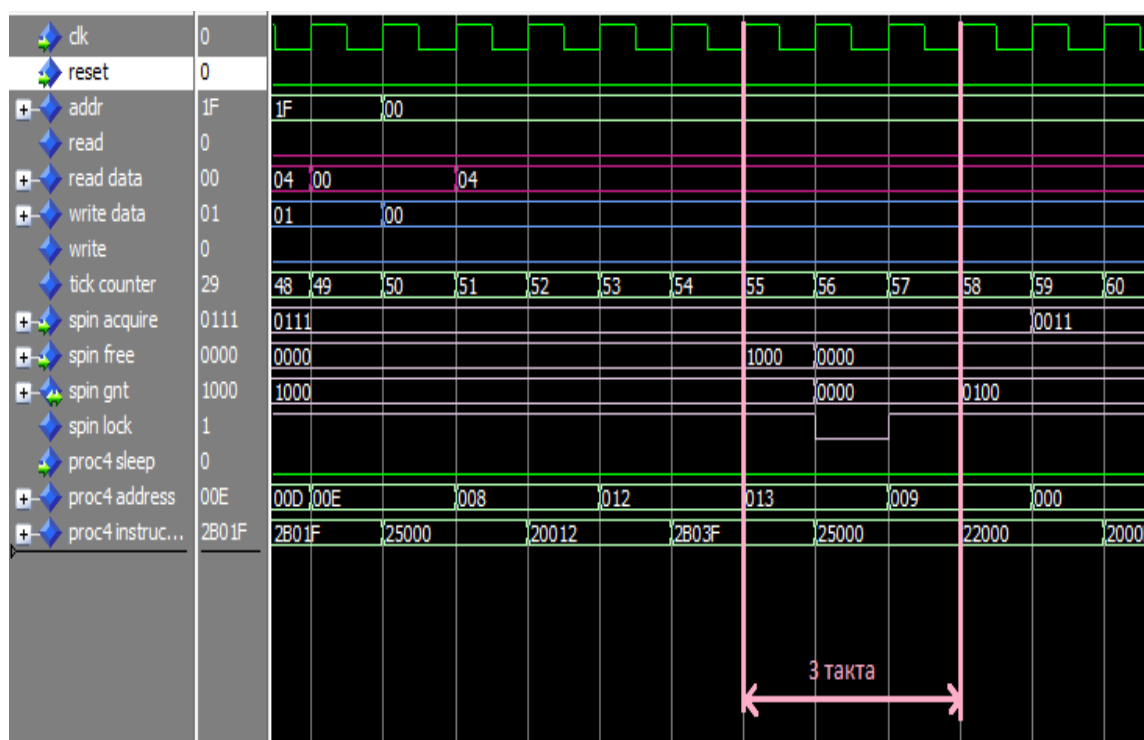 clk 0
reset 0
addr 1F 1F 00
read 0
read data 00 04 00 04
write data 01 01 00
write 0
tick counter 29 48 49 50 51 52 53 54 55 56 57 58 59 60
spin acquire 0111 0111 0011
spin free 0000 0000 1000 0000
spin gnt 1000 1000 0000 0100
spin lock 1
proc4 sleep 0
proc4 address 00E 00D 00E 008 012 013 009 000
proc4 instruc... 2B01F 2B01F 25000 20012 2B03F 25000 22000 2000
3 такта